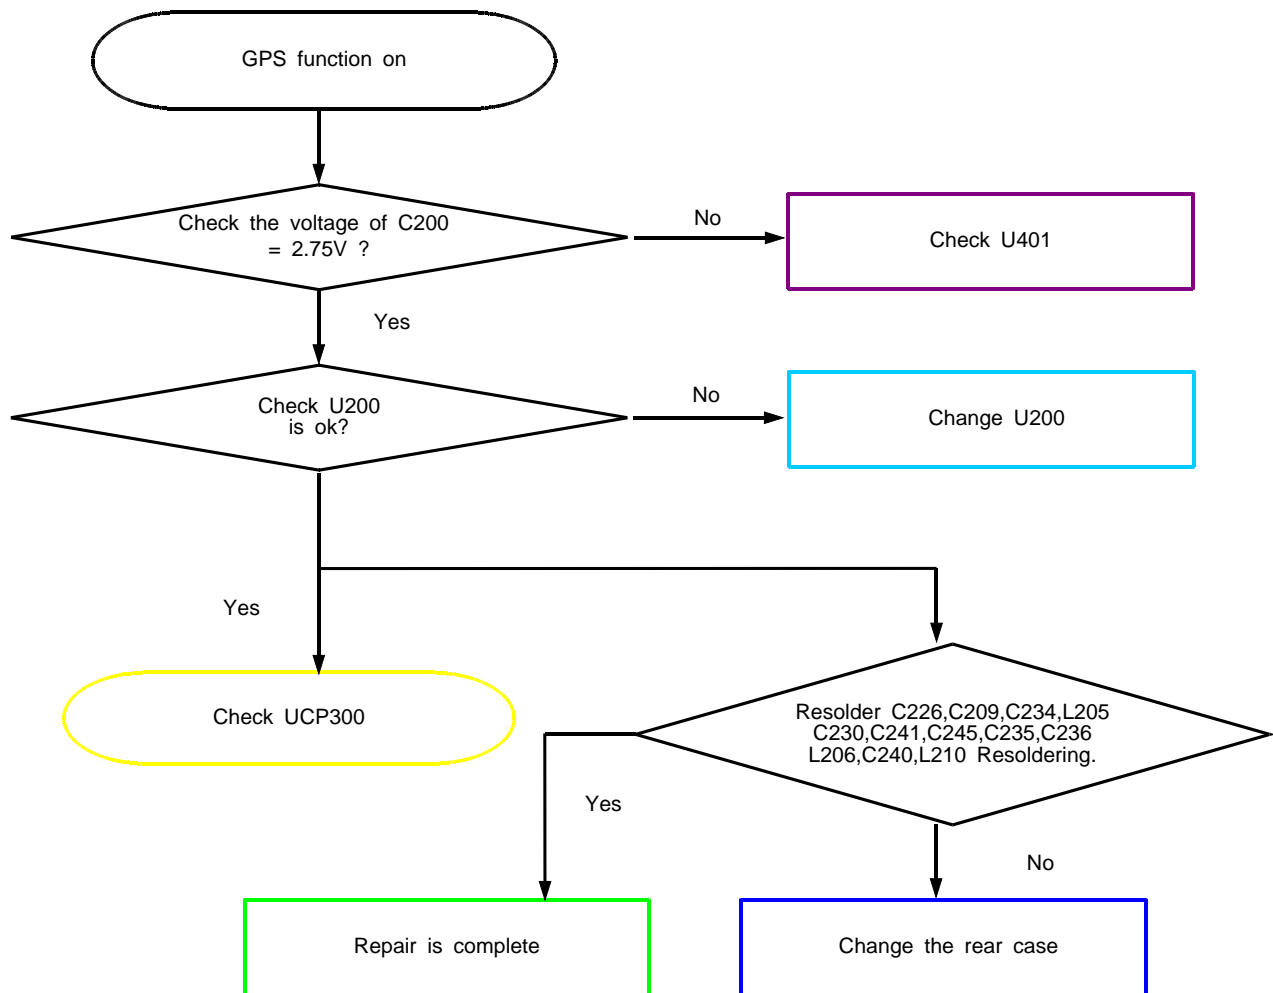 GPS function on
Check the voltage of C200
= 2.75V ?
No
Check U401
Yes
Check U200
is ok?
No
Change U200
Yes
Check UCP300
Resolder C226,C209,C234,L205
C230,C241,C245,C235,C236
L206,C240,L210 Resoldering.
Yes
No
Repair is complete
Change the rear case